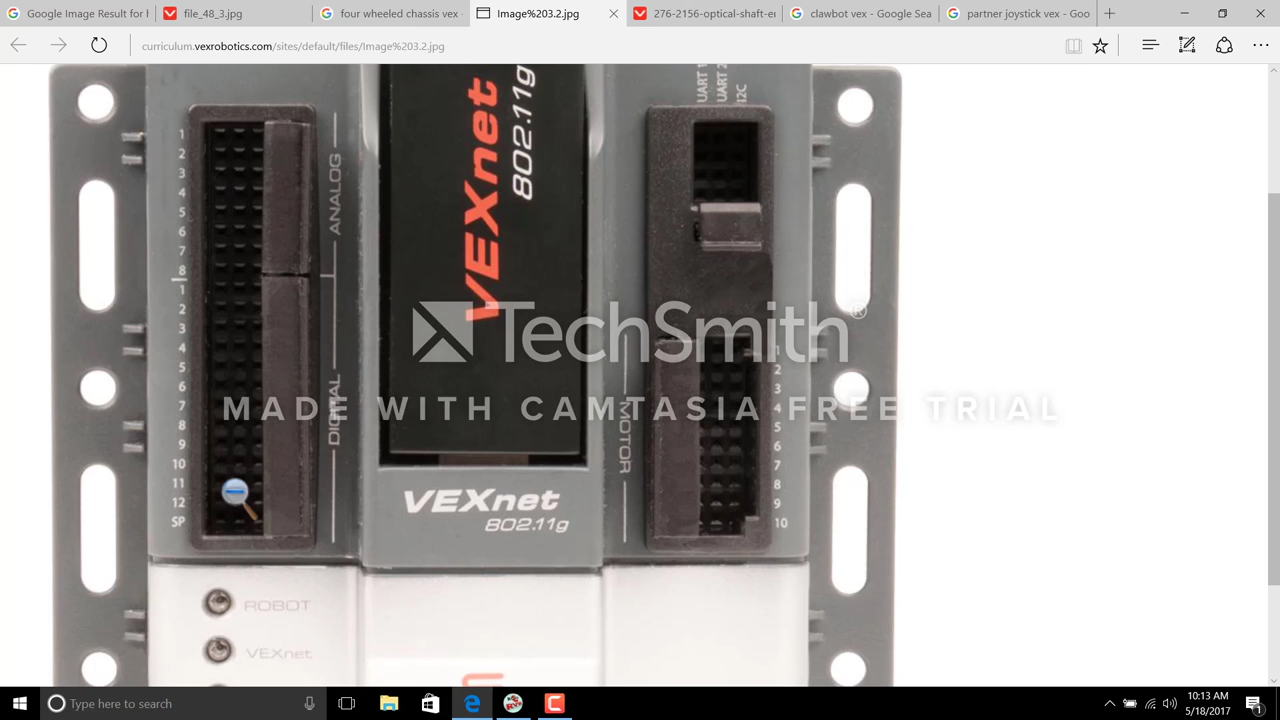 Google Image Result for h
file_48_3.jpg
four wheeled chassis vex -
Image%203.2.jpg
276-2156-optical-shaft-en
clawbot vex - Google Sea
partner joystick vex - Goo
curriculum.vexrobotics.com/sites/default/files/Image%203.2.jpg
UART 1
UART 2
I2C
1
2
3
4
5
6
7
8
ANALOG
1
2
3
4
5
6
7
8
9
10
11
12
SP
DIGITAL
VEXnet
802.11g
2
3
4
5
6
7
8
9
10
MOTOR
TechSmith®
MADE WITH CAMTASIA FREE TRIAL
VEXnet
802.11g
ROBOT
VEXnet
Type here to search
10:13 AM
5/18/2017
1